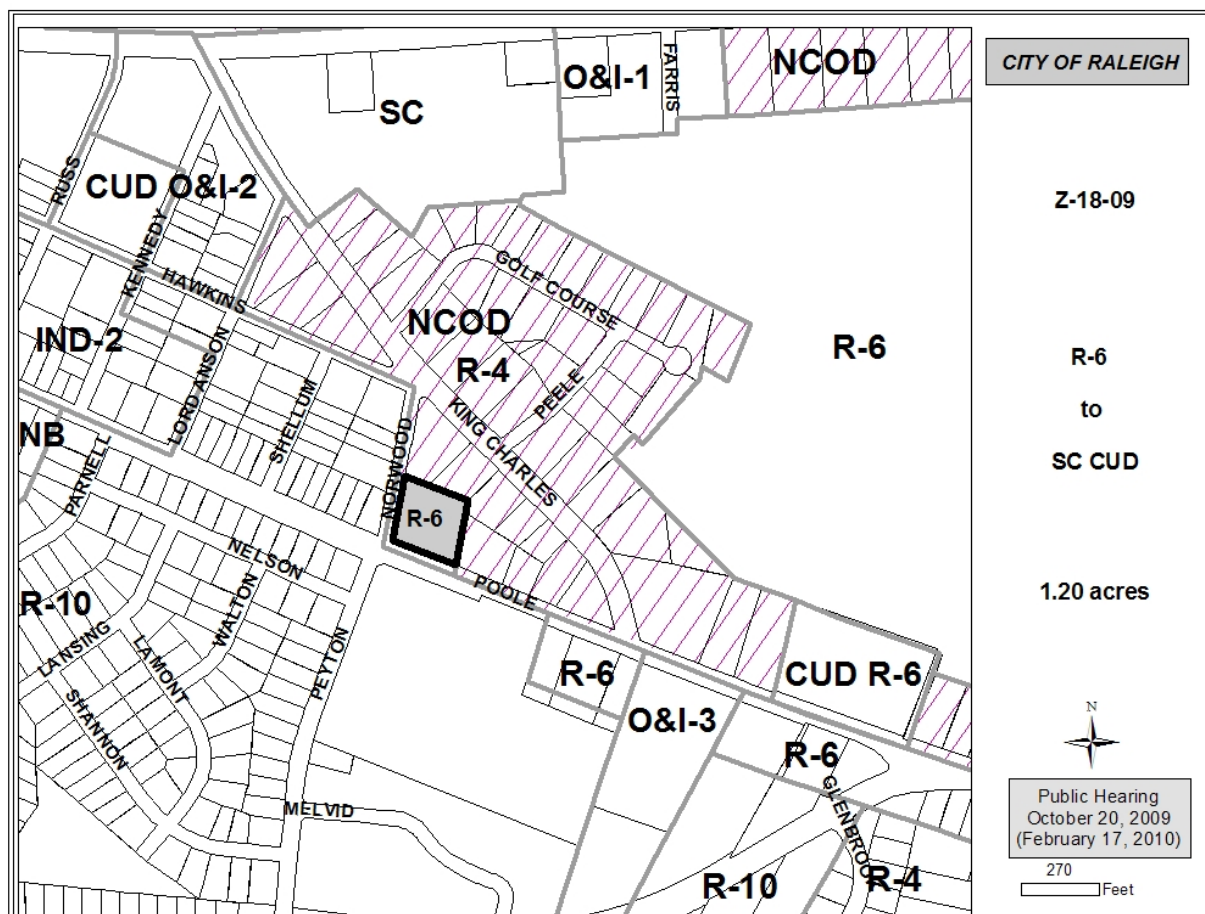 FARRIS
NCOD
O&I-1
SC
CITY OF RALEIGH
RUSS
CUD O&I-2
KENNEDY
HAWKINS
Z-18-09
GOLF COURSE
NCOD
R-4
IND-2
LORD ANSON
SHELLUM
PEELE
KING CHARLES
R-6
R-6
to
SC CUD
NB
PARNELL
NORWOOD
R-6
NELSON
POOLE
R-10
LANSING
LAMONT
WALTON
PEYTON
SHANNON
1.20 acres
R-6
CUD R-6
O&I-3
R-6
GLENBROO
MELVID
R-10
R-4
N
Public Hearing
October 20, 2009
(February 17, 2010)
270
Feet